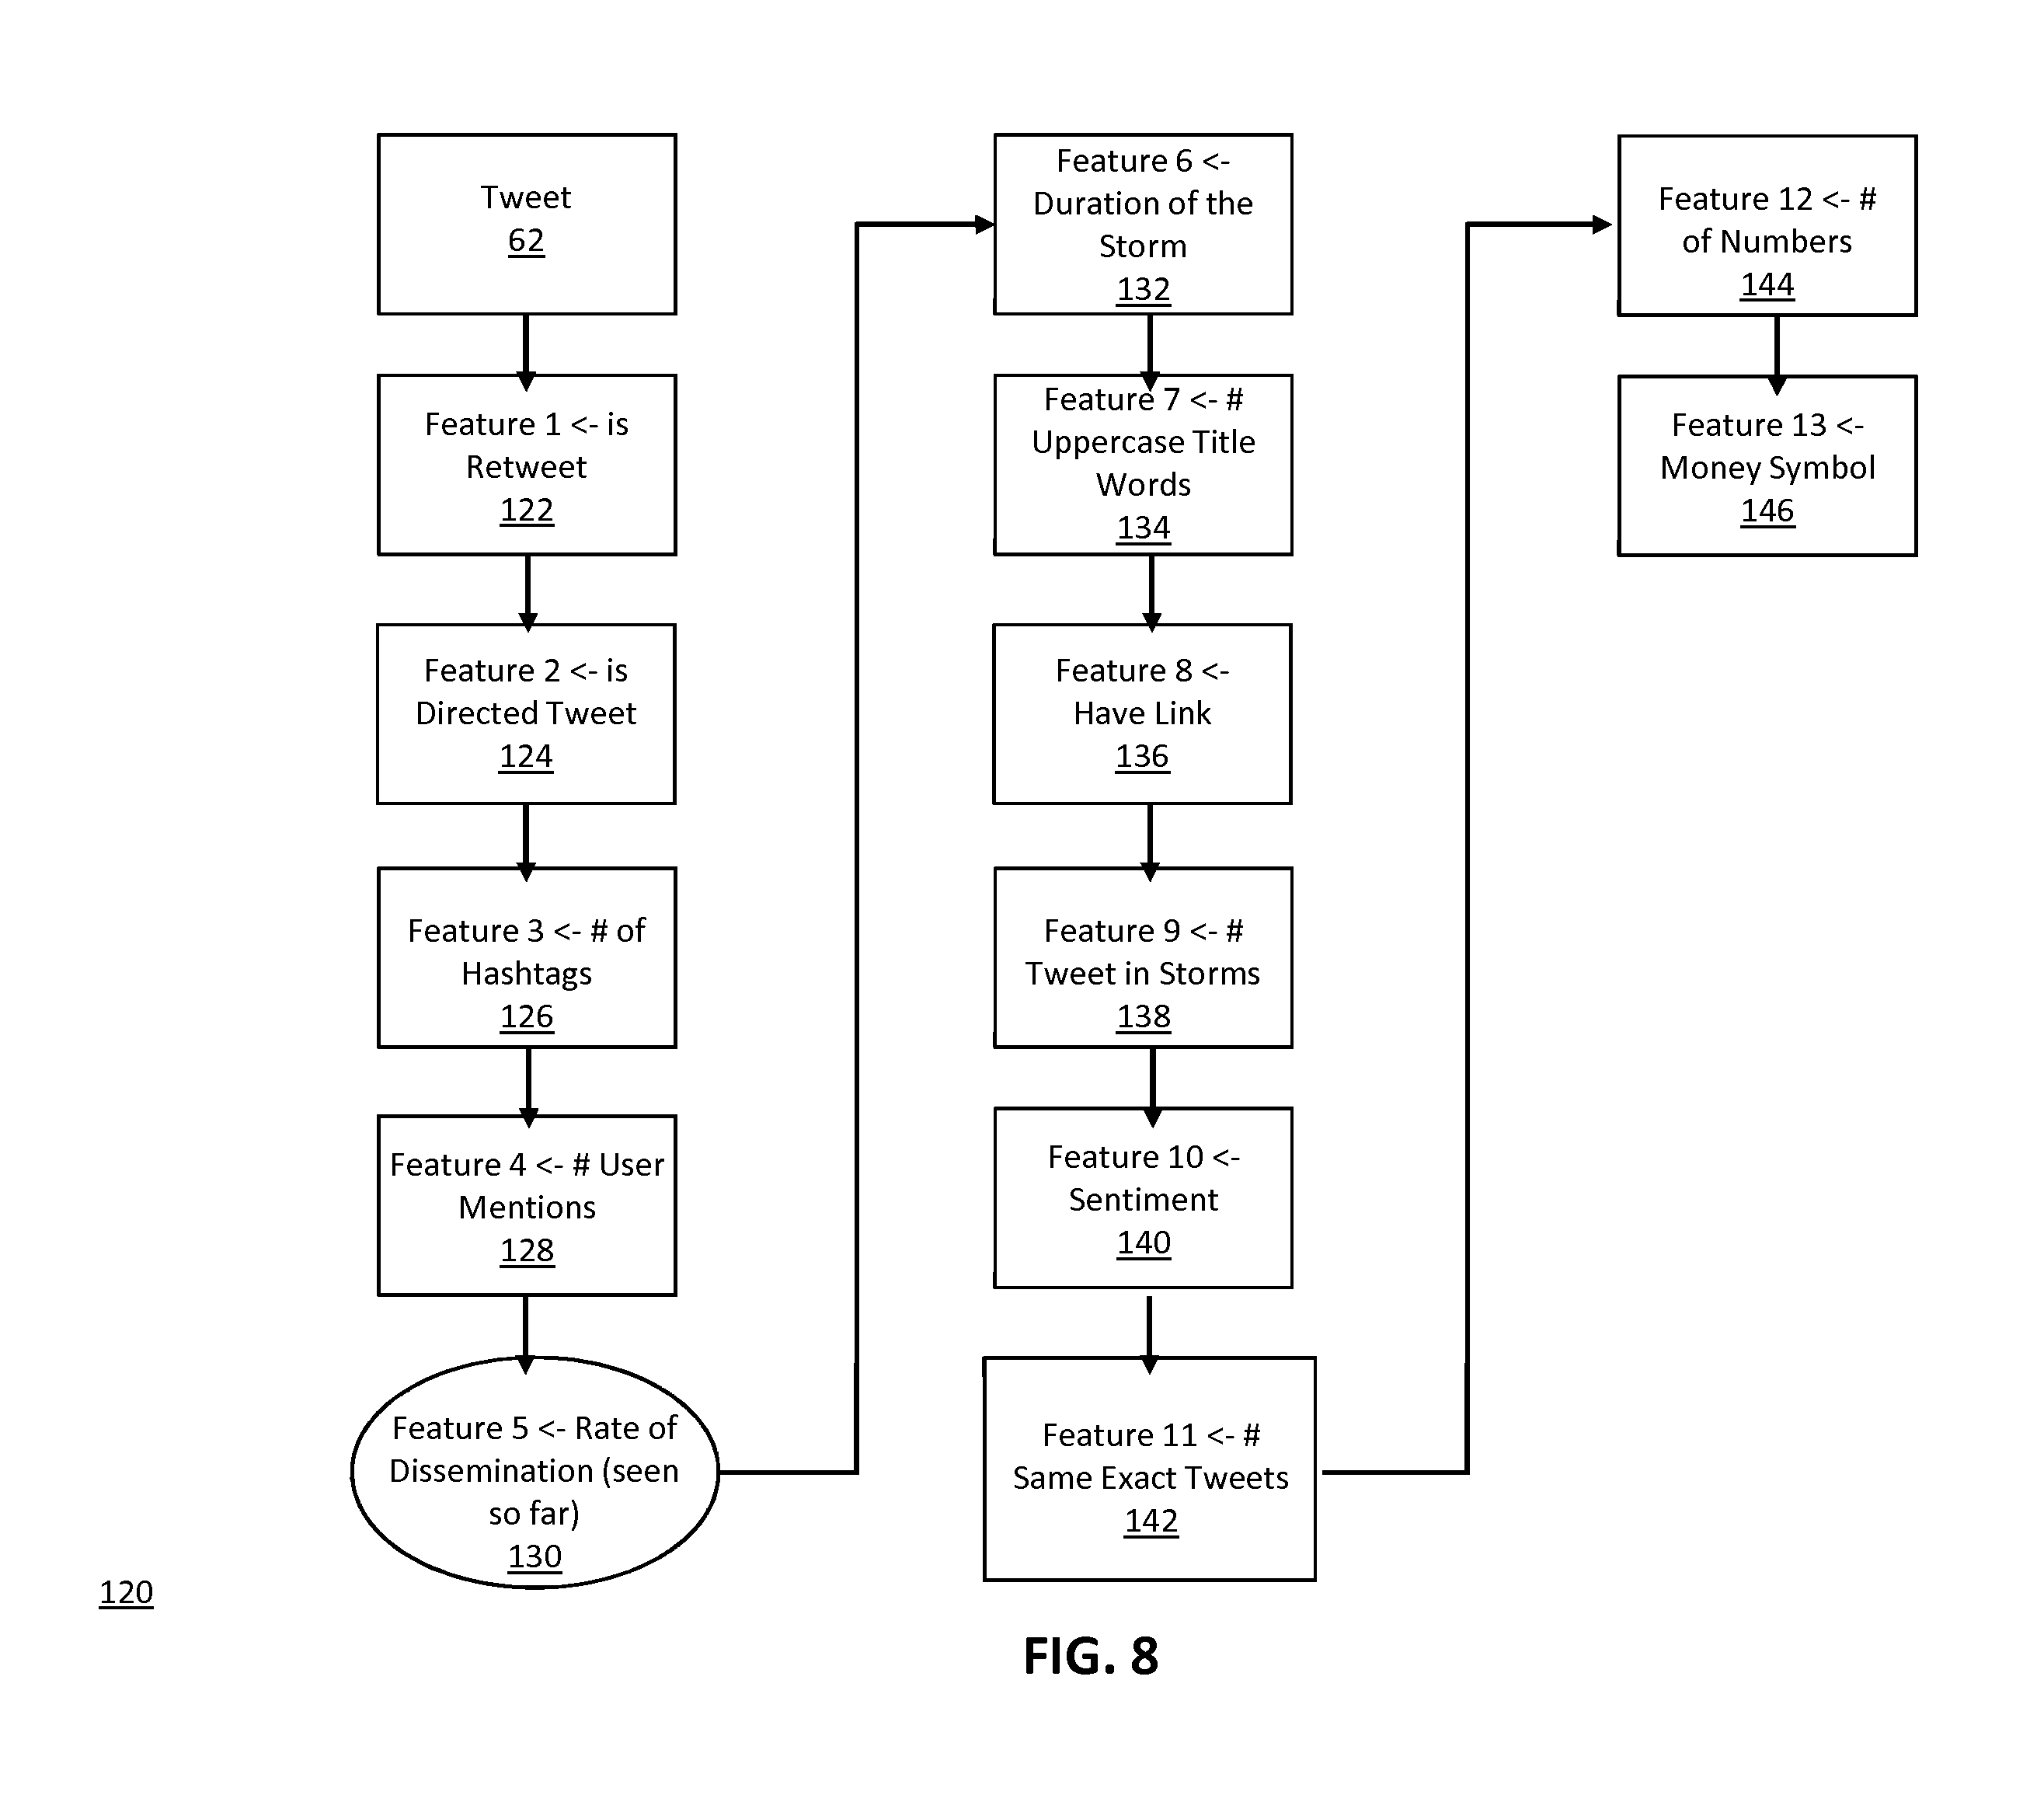 Tweet
62
Feature 1 <- is
Retweet
122
Feature 2 <- is
Directed Tweet
124
Feature 3 <- # of
Hashtags
126
Feature 4 <- # User
Mentions
128
Feature 5 <- Rate of
Dissemination (seen
so far)
130
Feature 6 <-
Duration of the
Storm
132
Feature 7 <- #
Uppercase Title
Words
134
Feature 8 <-
Have Link
136
Feature 9 <- #
Tweet in Storms
138
Feature 10 <-
Sentiment
140
Feature 11 <- #
Same Exact Tweets
142
Feature 12 <- #
of Numbers
144
Feature 13 <-
Money Symbol
146
120
FIG. 8